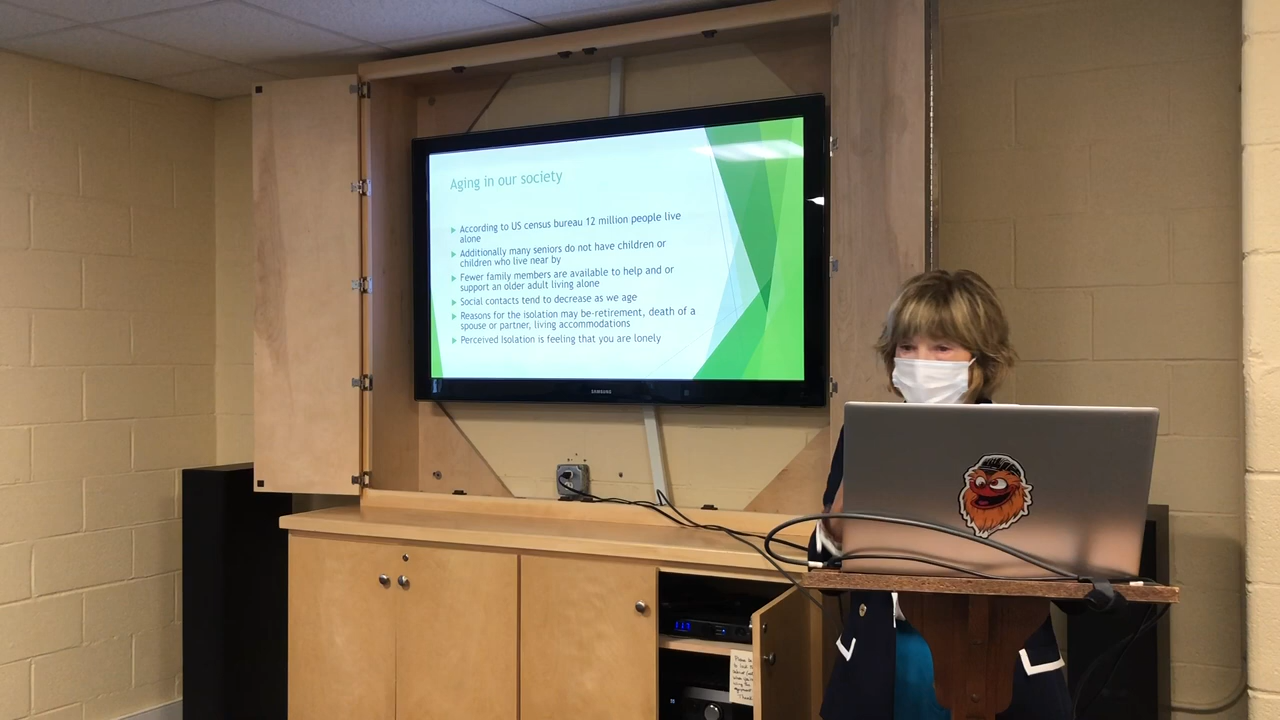 Aging in our society
According to US census bureau 12 million people live
alone
Additionally many seniors do not have children or
children who live near by
Fewer family members are available to help and or
support an older adult living alone
Social contacts tend to decrease as we age
Reasons for the isolation may be-retirement, death of a
spouse or partner, living accommodations
Perceived Isolation is feeling that you are lonely
SAMSUNG
Please